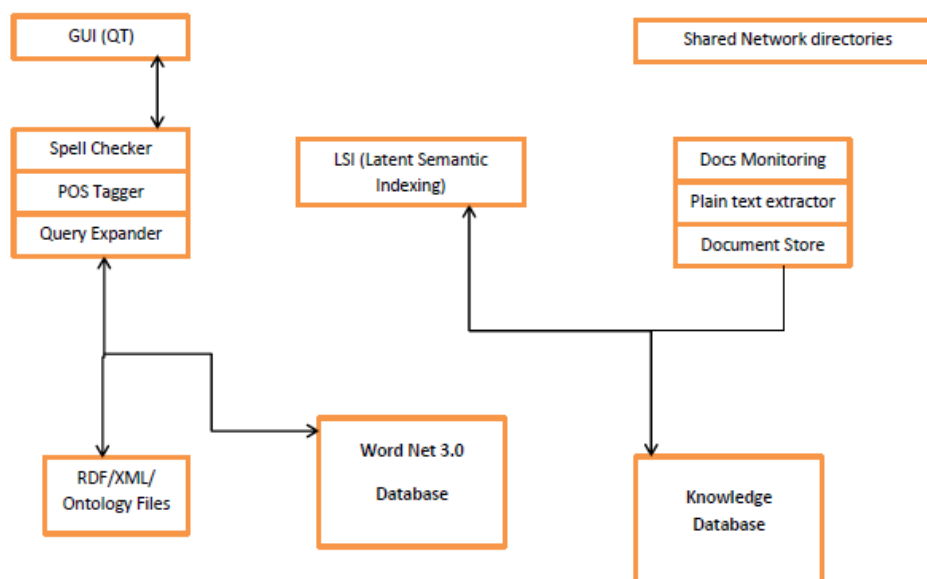 GUI (QT)
Shared Network directories
Spell Checker
POS Tagger
Query Expander
LSI (Latent Semantic
Indexing)
Docs Monitoring
Plain text extractor
Document Store
RDF/XML/
Ontology Files
Word Net 3.0
Database
Knowledge
Database